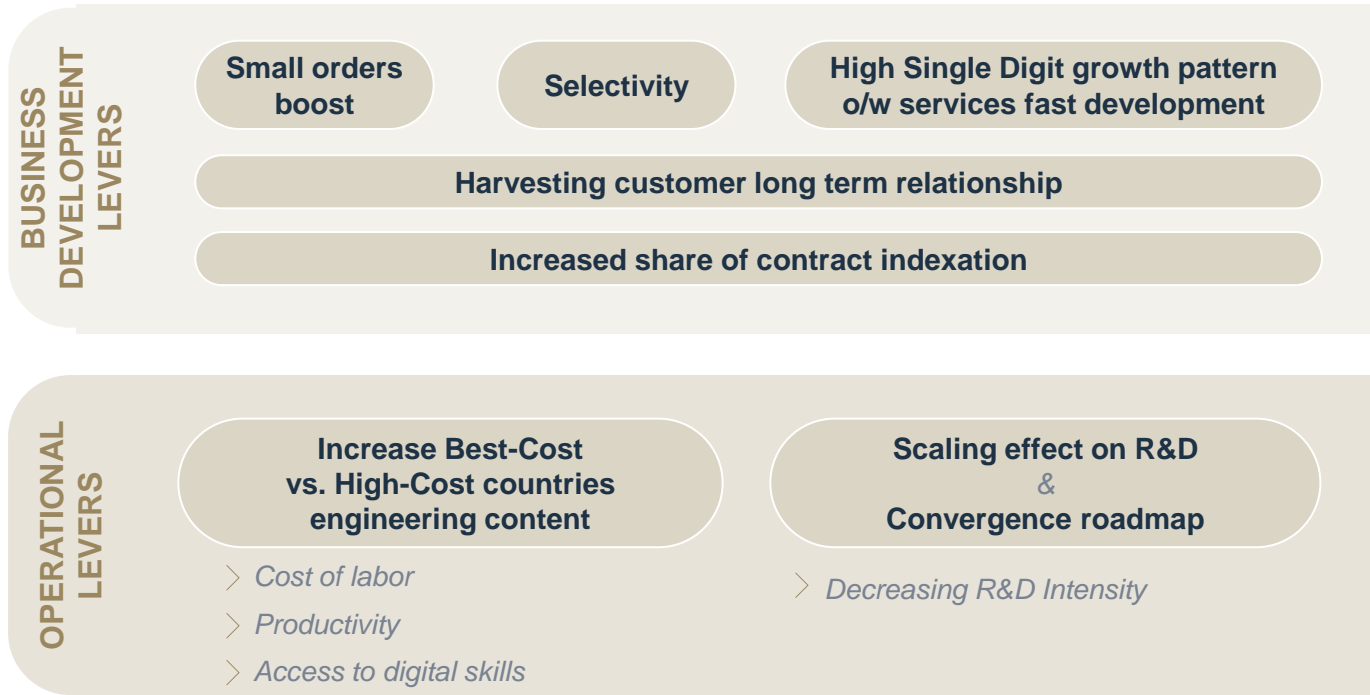 BUSINESS
DEVELOPMENT
LEVERS
Small orders
boost
Selectivity
High Single Digit growth pattern
o/w services fast development
Harvesting customer long term relationship
Increased share of contract indexation
OPERATIONAL
LEVERS
Increase Best-Cost
vs. High-Cost countries
engineering content
> Cost of labor
> Productivity
> Access to digital skills
Scaling effect on R&D
&
Convergence roadmap
> Decreasing R&D Intensity